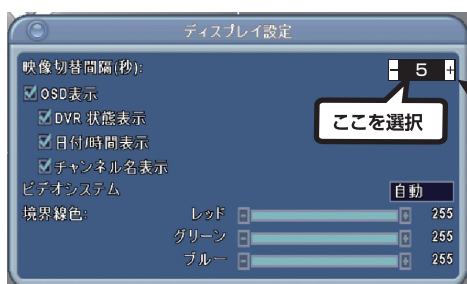 ディスプレイ設定
映像切替間隔(秒): - 5 +
OSD表示
ここを選択
DVR 状態表示
日付/時間表示
チャンネル名表示
ビデオシステム 自動
境界線色: レッド - + 255
グリーン - + 255
ブルー - + 255